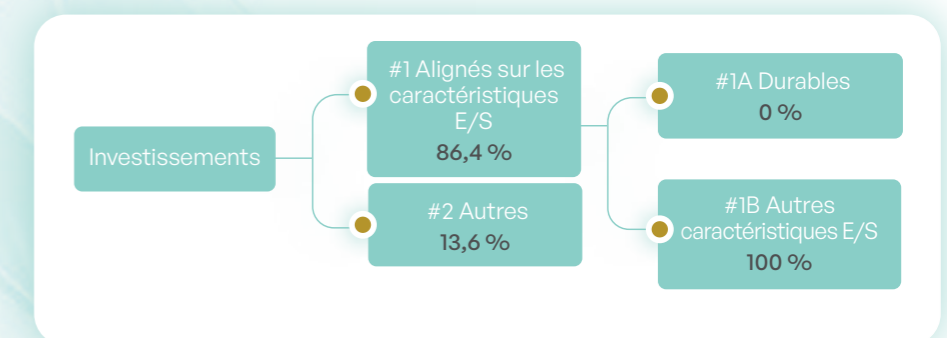 Investissements
#1 Alignés sur les
caractéristiques
E/S
86,4 %
#2 Autres
13,6 %
#1A Durables
0 %
#1B Autres
caractéristiques E/S
100 %